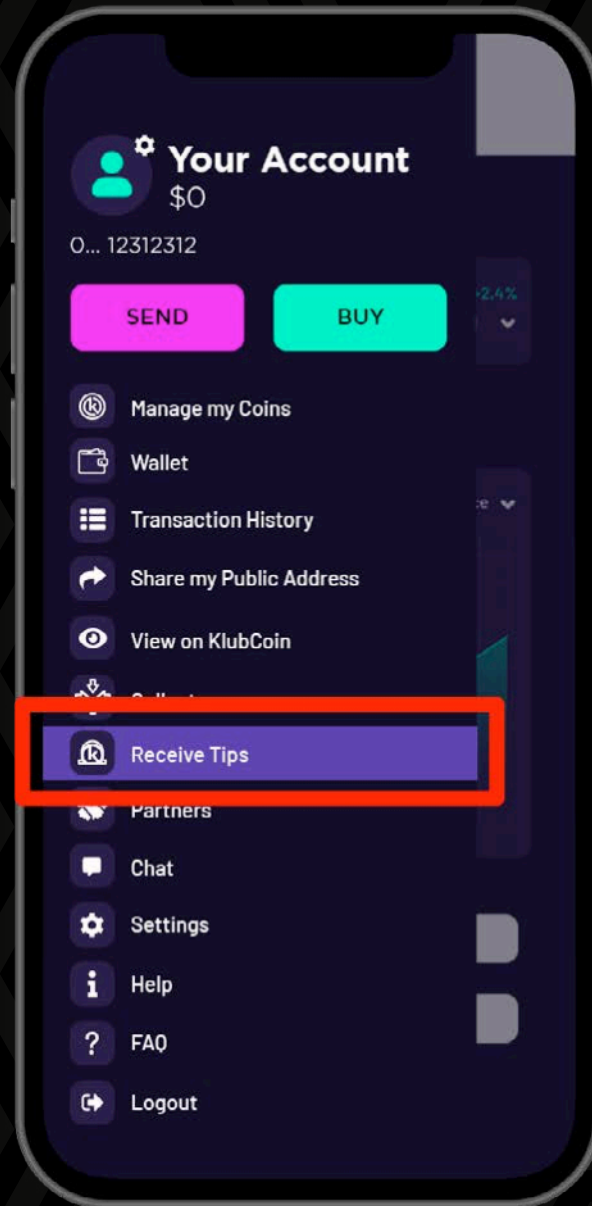 Your Account
$0
0... 12312312
SEND
BUY
+2,4%
Manage my Coins
Wallet
Transaction History
Share my Public Address
View on KlubCoin
Receive Tips
Partners
Chat
Settings
Help
FAQ
Logout